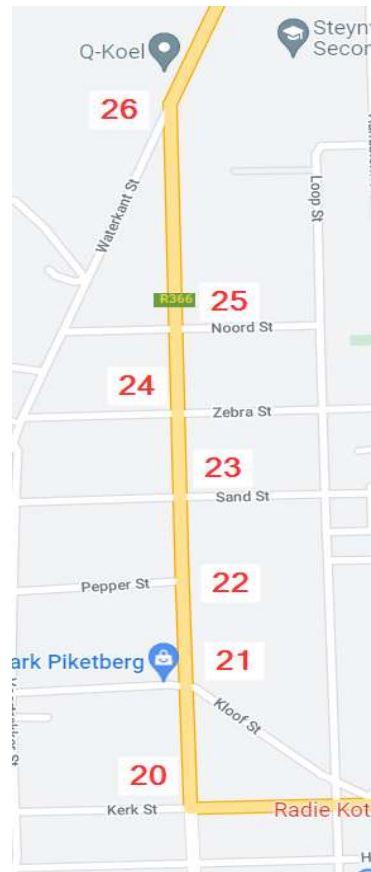 Steyn
Q-Koel
Secon
26
Waterkant St
Loop St
R366
25
Noord St
24
Zebra St
23
Sand St
22
Pepper St
21
ark Piketberg
Kloof St
20
Kerk St
Radie Kot
H